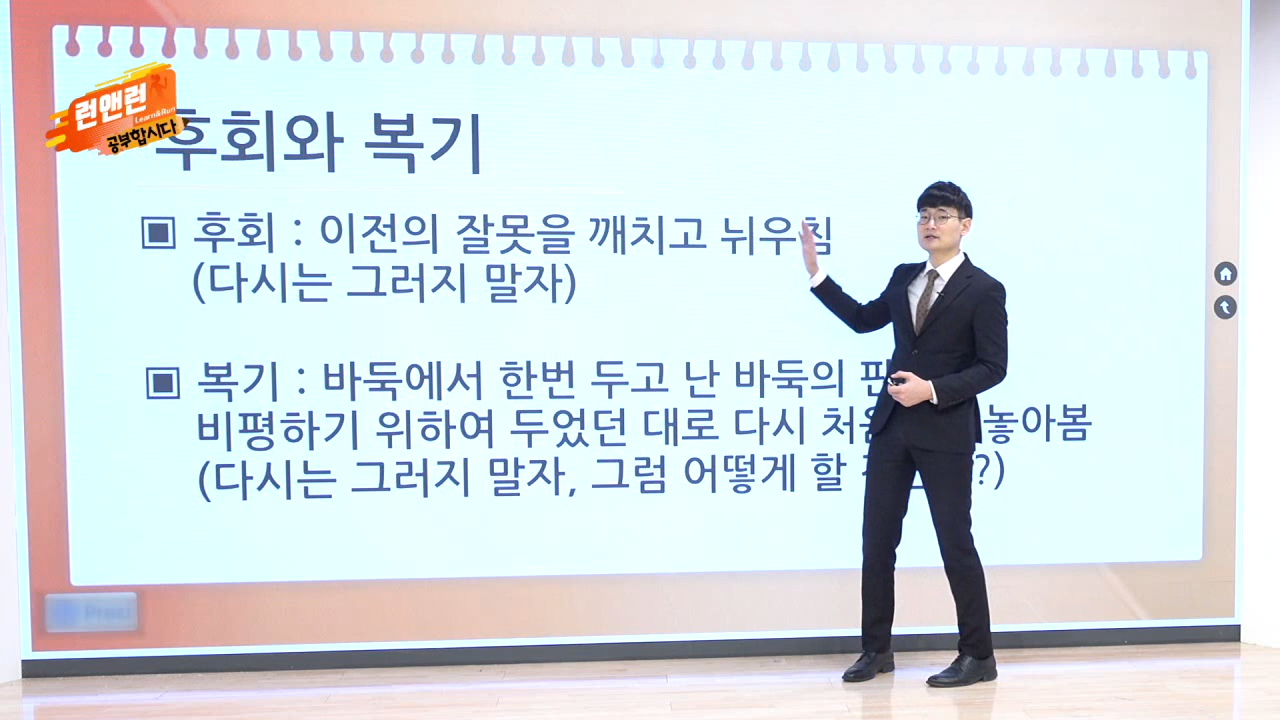 런앤런
Learn&Run
공부합시다
후회와 복기
▣ 후회 : 이전의 잘못을 깨치고 뉘우침
(다시는 그러지 말자)
▣ 복기 : 바둑에서 한번 두고 난 바둑의
비평하기 위하여 두었던 대로 다시 놓아봄
(다시는 그러지 말자, 그럼 어떻게 할 ?)